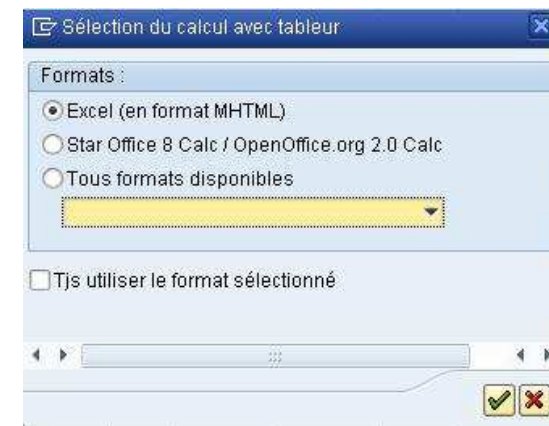 Sélection du calcul avec tableur
Formats :
Excel (en format MHTML)
Star Office 8 Calc / OpenOffice.org 2.0 Calc
Tous formats disponibles
Tjs utiliser le format sélectionné